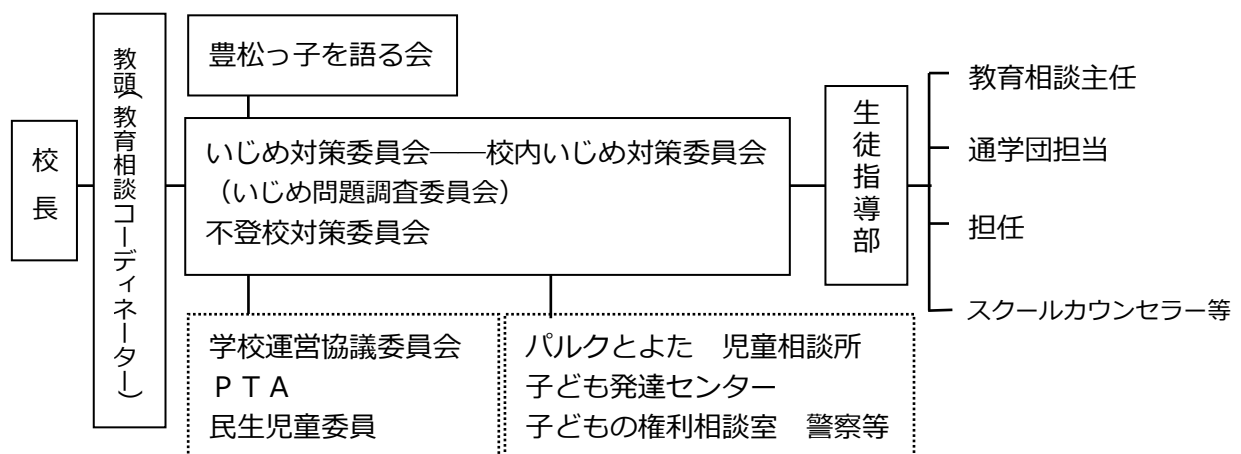 校長
教頭(教育相談コーディネーター)
豊松っ子を語る会
いじめ対策委員会――校内いじめ対策委員会
(いじめ問題調査委員会)
不登校対策委員会
学校運営協議委員会
ＰＴＡ
民生児童委員
パルクとよた　児童相談所
子ども発達センター
子どもの権利相談室　警察等
生徒指導部
教育相談主任
通学団担当
担任
スクールカウンセラー等